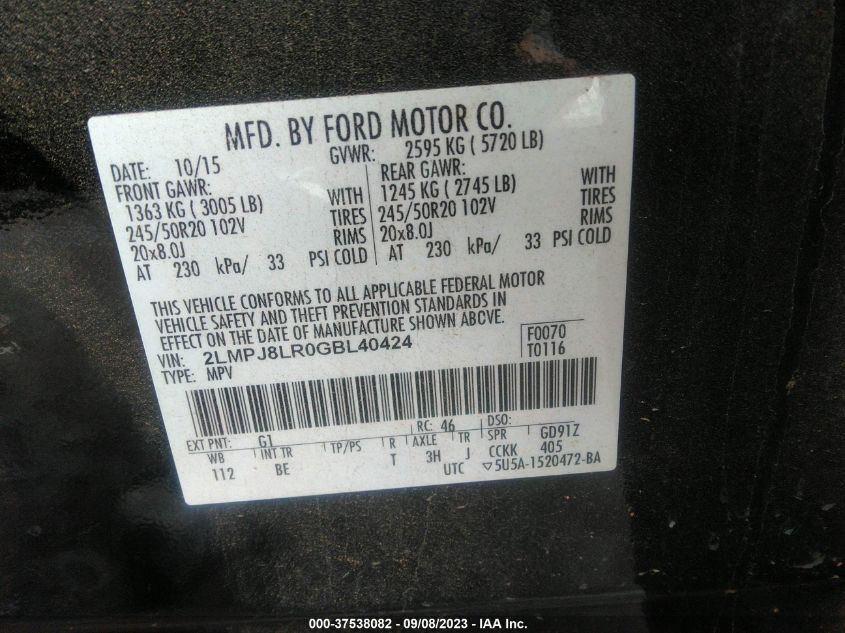 MFD. BY FORD MOTOR CO.
DATE: 10/15 GVWR: 2595 KG ( 5720 LB)
FRONT GAWR: REAR GAWR:
1363 KG ( 3005 LB) WITH 1245 KG ( 2745 LB) WITH
245/50R20 102V TIRES 245/50R20 102V TIRES
20x8.0J RIMS 20x8.0J RIMS
AT 230 kPa/ 33 PSI COLD AT 230 kPa/ 33 PSI COLD
THIS VEHICLE CONFORMS TO ALL APPLICABLE FEDERAL MOTOR
VEHICLE SAFETY AND THEFT PREVENTION STANDARDS IN
EFFECT ON THE DATE OF MANUFACTURE SHOWN ABOVE.
VIN: 2LMPJ8LR0GBL40424 F0070
TYPE: MPV T0116
EXT PNT: G1 RC: 46 DSO:
WB INT TR TP/PS R AXLE TR SPR GD91Z
112 BE T 3H J CCKK 405
UTC ▽5U5A-1520472-BA
000-37538082 - 09/08/2023 - IAA Inc.